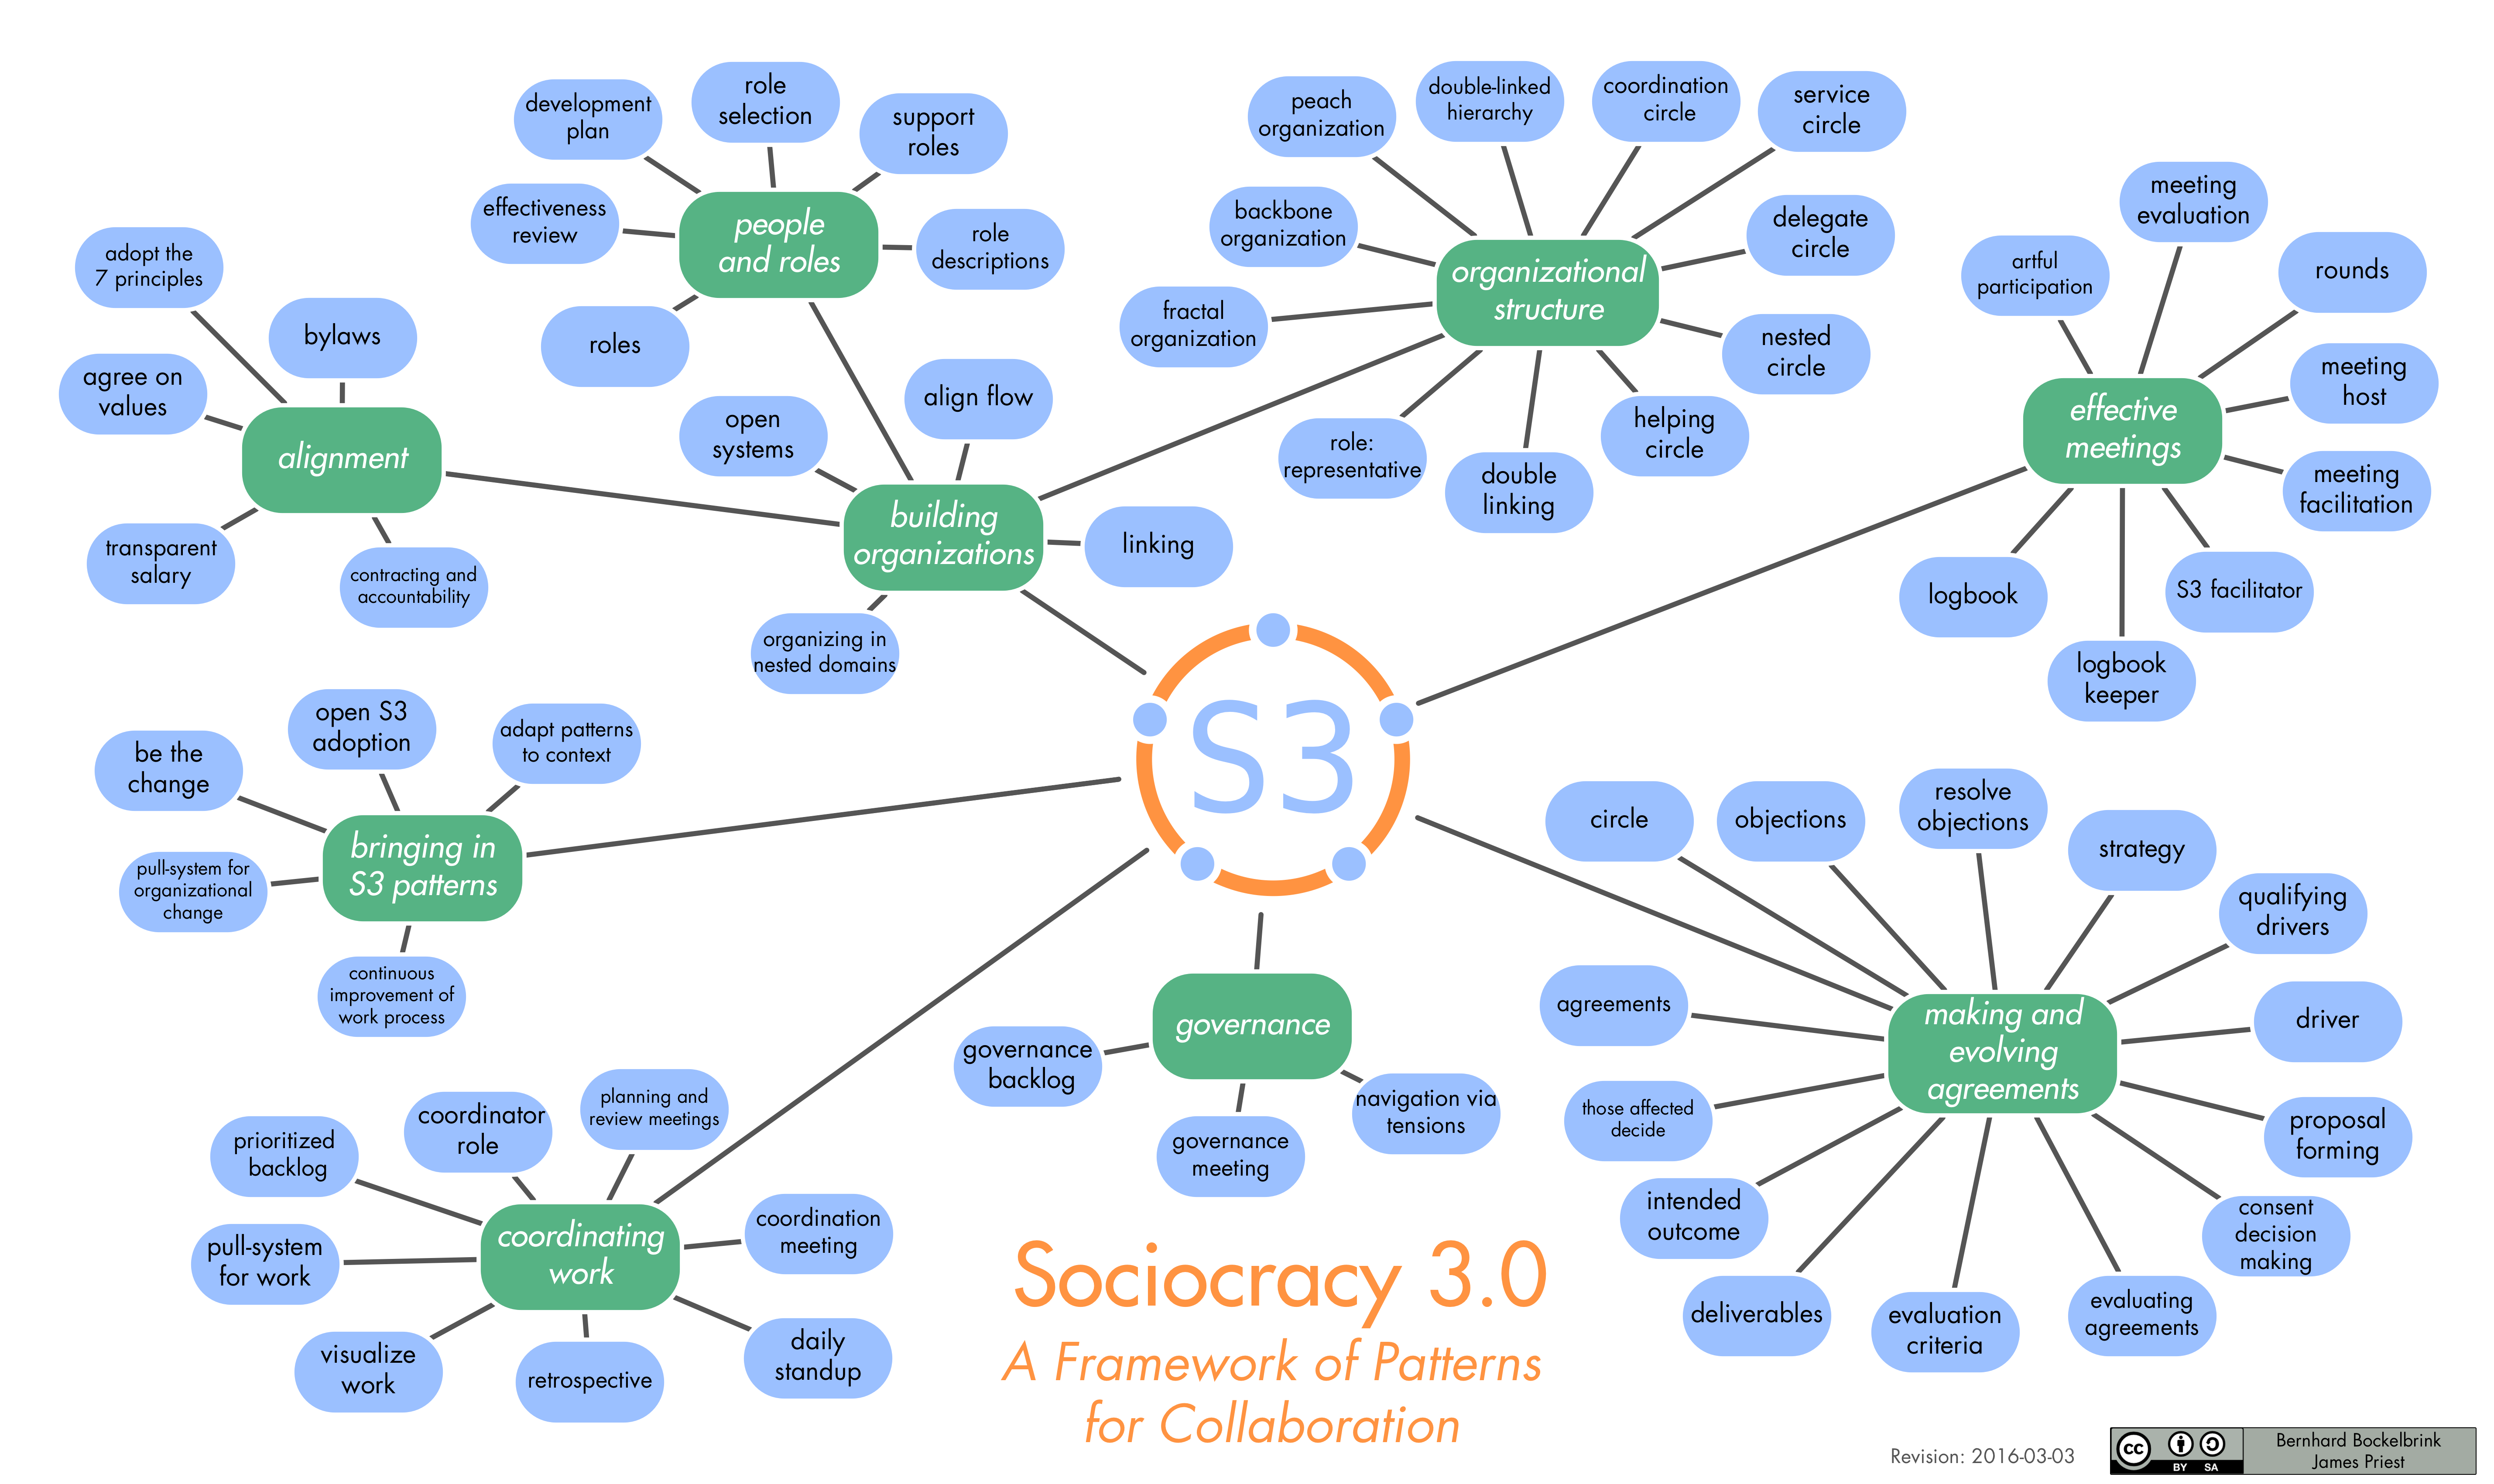 development
plan
role
selection
support
roles
effectiveness
review
people
and roles
role
descriptions
roles
adopt the
7 principles
bylaws
agree on
values
alignment
transparent
salary
contracting and
accountability
open
systems
align flow
building
organizations
linking
organizing in
nested domains
peach
organization
double-linked
hierarchy
coordination
circle
service
circle
backbone
organization
organizational
structure
delegate
circle
fractal
organization
nested
circle
role:
representative
double
linking
helping
circle
meeting
evaluation
artful
participation
rounds
effective
meetings
meeting
host
meeting
facilitation
logbook
S3 facilitator
logbook
keeper
S3
open S3
adoption
adapt patterns
to context
be the
change
bringing in
S3 patterns
pull-system for
organizational
change
continuous
improvement of
work process
circle
objections
resolve
objections
strategy
qualifying
drivers
agreements
making and
evolving
agreements
driver
those affected
decide
proposal
forming
intended
outcome
consent
decision
making
deliverables
evaluation
criteria
evaluating
agreements
governance
governance
backlog
governance
meeting
navigation via
tensions
prioritized
backlog
coordinator
role
planning and
review meetings
pull-system
for work
coordinating
work
coordination
meeting
visualize
work
retrospective
daily
standup
Sociocracy 3.0
A Framework of Patterns
for Collaboration
Revision: 2016-03-03
cc
BY SA
Bernhard Bockelbrink
James Priest